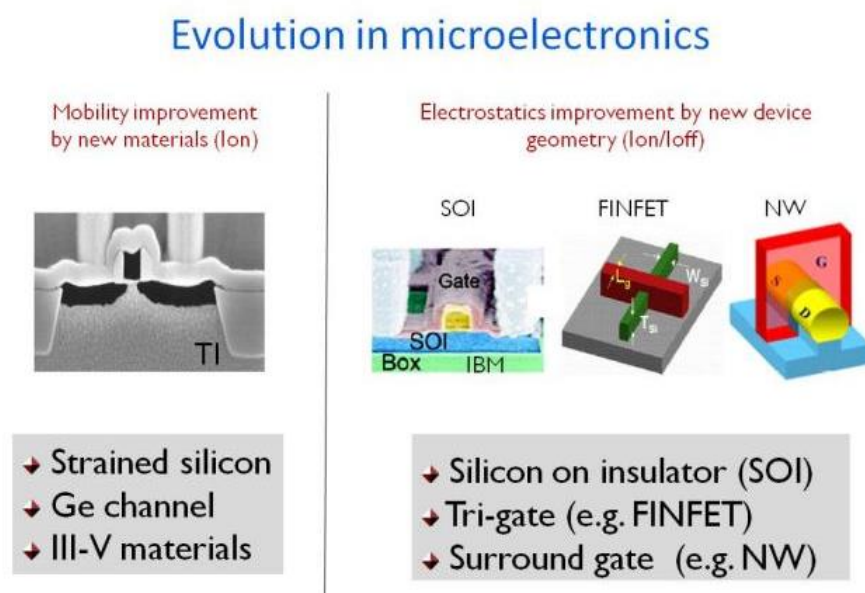 Evolution in microelectronics
Mobility improvement
by new materials (Ion)
TI
Strained silicon
Ge channel
III-V materials
Electrostatics improvement by new device
geometry (Ion/Ioff)
SOI
FINFET
NW
Gate
SOI
Box
IBM
Lg
WSi
TSi
G
S
D
Silicon on insulator (SOI)
Tri-gate (e.g. FINFET)
Surround gate (e.g. NW)